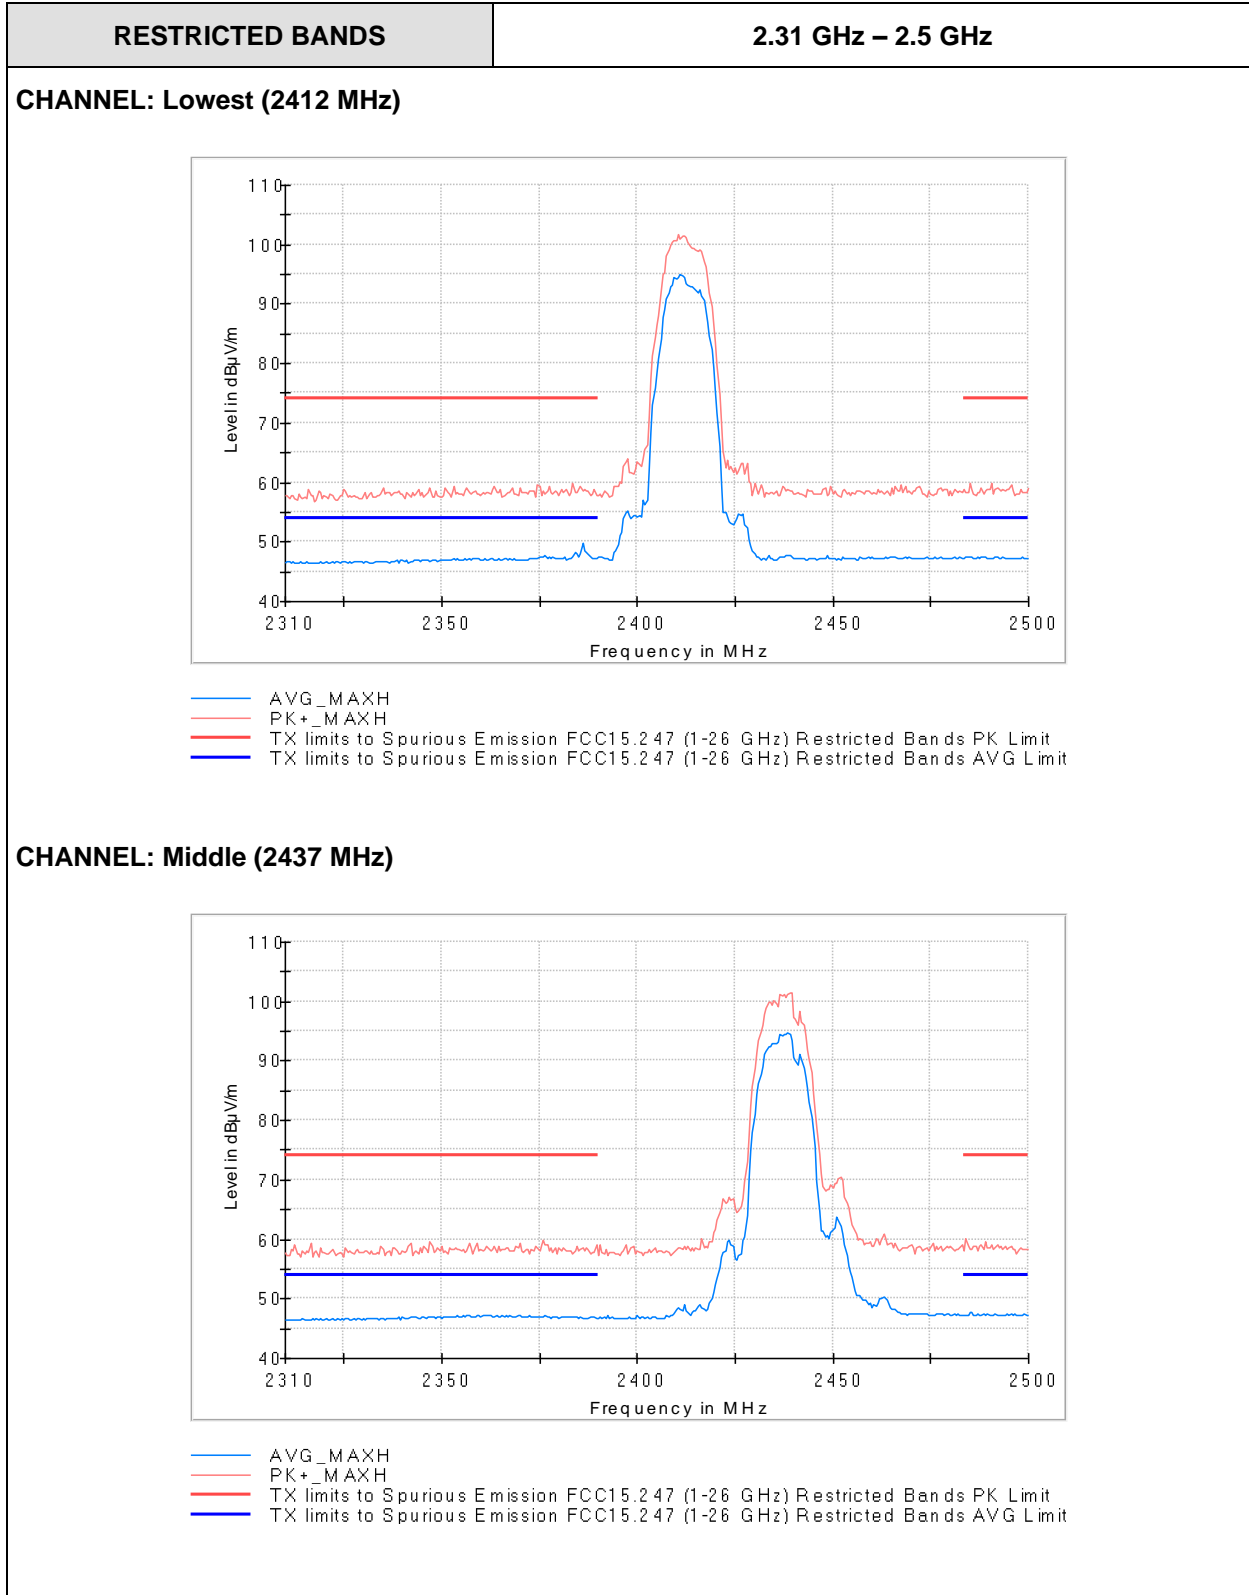 RESTRICTED BANDS
2.31 GHz – 2.5 GHz
CHANNEL: Lowest (2412 MHz)
110
100
90
80
70
60
50
40
Level in dBµV/m
2310 2350 2400 2450 2500
Frequency in MHz
AVG_MAXH
PK+_MAXH
TX limits to Spurious Emission FCC15.247 (1-26 GHz) Restricted Bands PK Limit
TX limits to Spurious Emission FCC15.247 (1-26 GHz) Restricted Bands AVG Limit
CHANNEL: Middle (2437 MHz)
110
100
90
80
70
60
50
40
Level in dBµV/m
2310 2350 2400 2450 2500
Frequency in MHz
AVG_MAXH
PK+_MAXH
TX limits to Spurious Emission FCC15.247 (1-26 GHz) Restricted Bands PK Limit
TX limits to Spurious Emission FCC15.247 (1-26 GHz) Restricted Bands AVG Limit